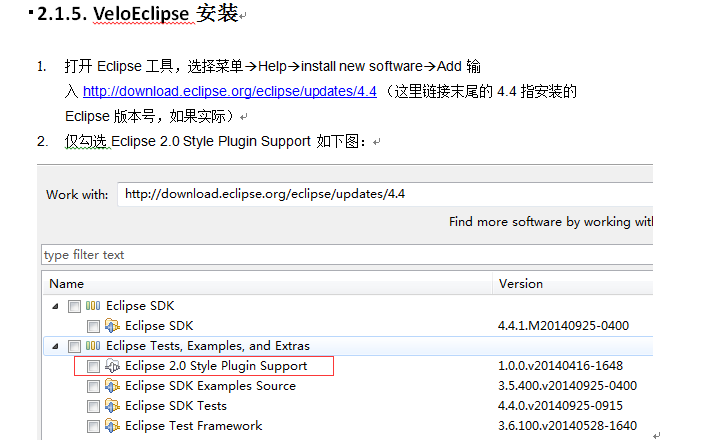 2.1.5. VeloEclipse 安装
1. 打开 Eclipse 工具，选择菜单→Help→install new software→Add 输
入 http://download.eclipse.org/eclipse/updates/4.4 （这里链接末尾的 4.4 指安装的
Eclipse 版本号，如果实际）
2. 仅勾选 Eclipse 2.0 Style Plugin Support 如下图：
Work with: http://download.eclipse.org/eclipse/updates/4.4
Find more software by working wit
type filter text
Name Version
Eclipse SDK
Eclipse SDK 4.4.1.M20140925-0400
Eclipse Tests, Examples, and Extras
Eclipse 2.0 Style Plugin Support 1.0.0.v20140416-1648
Eclipse SDK Examples Source 3.5.400.v20140925-0400
Eclipse SDK Tests 4.4.0.v20140925-0915
Eclipse Test Framework 3.6.100.v20140528-1640